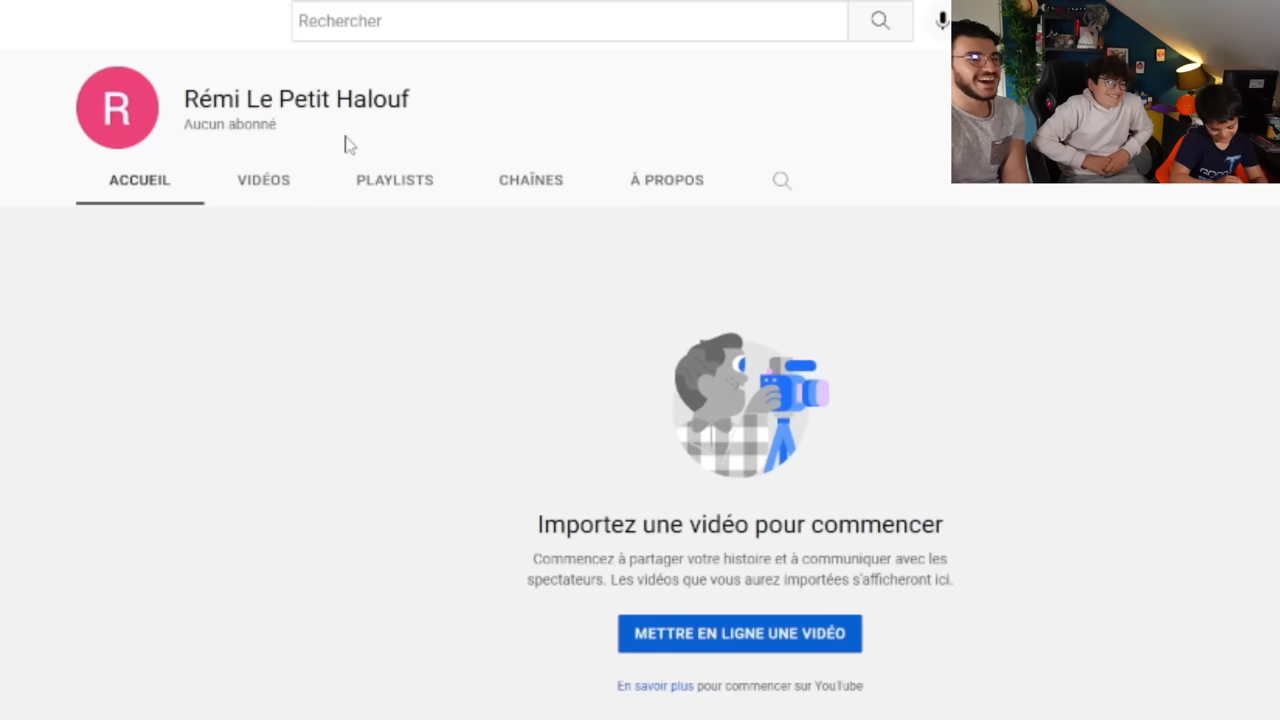 Rechercher
R
Rémi Le Petit Halouf
Aucun abonné
ACCUEIL VIDÉOS PLAYLISTS CHAÎNES À PROPOS
Importez une vidéo pour commencer
Commencez à partager votre histoire et à communiquer avec les
spectateurs. Les vidéos que vous aurez importées s'afficheront ici.
METTRE EN LIGNE UNE VIDÉO
En savoir plus pour commencer sur YouTube